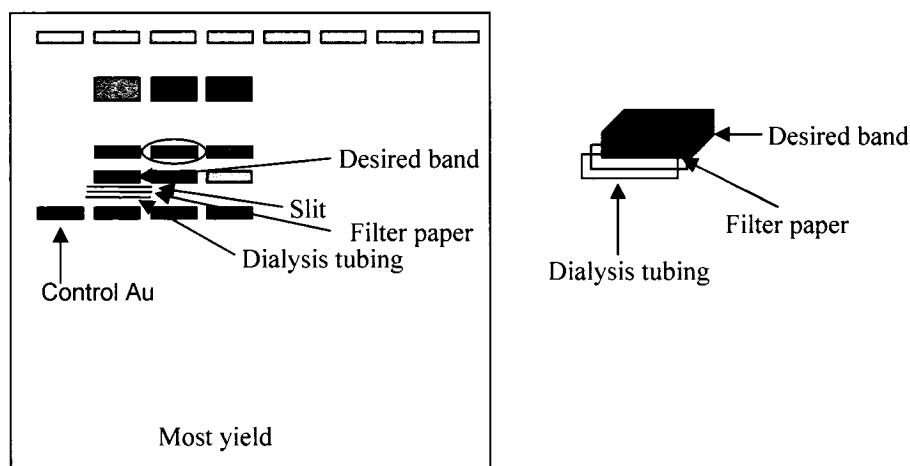 Desired band
Slit
Filter paper
Dialysis tubing
Control Au
Most yield
Desired band
Filter paper
Dialysis tubing